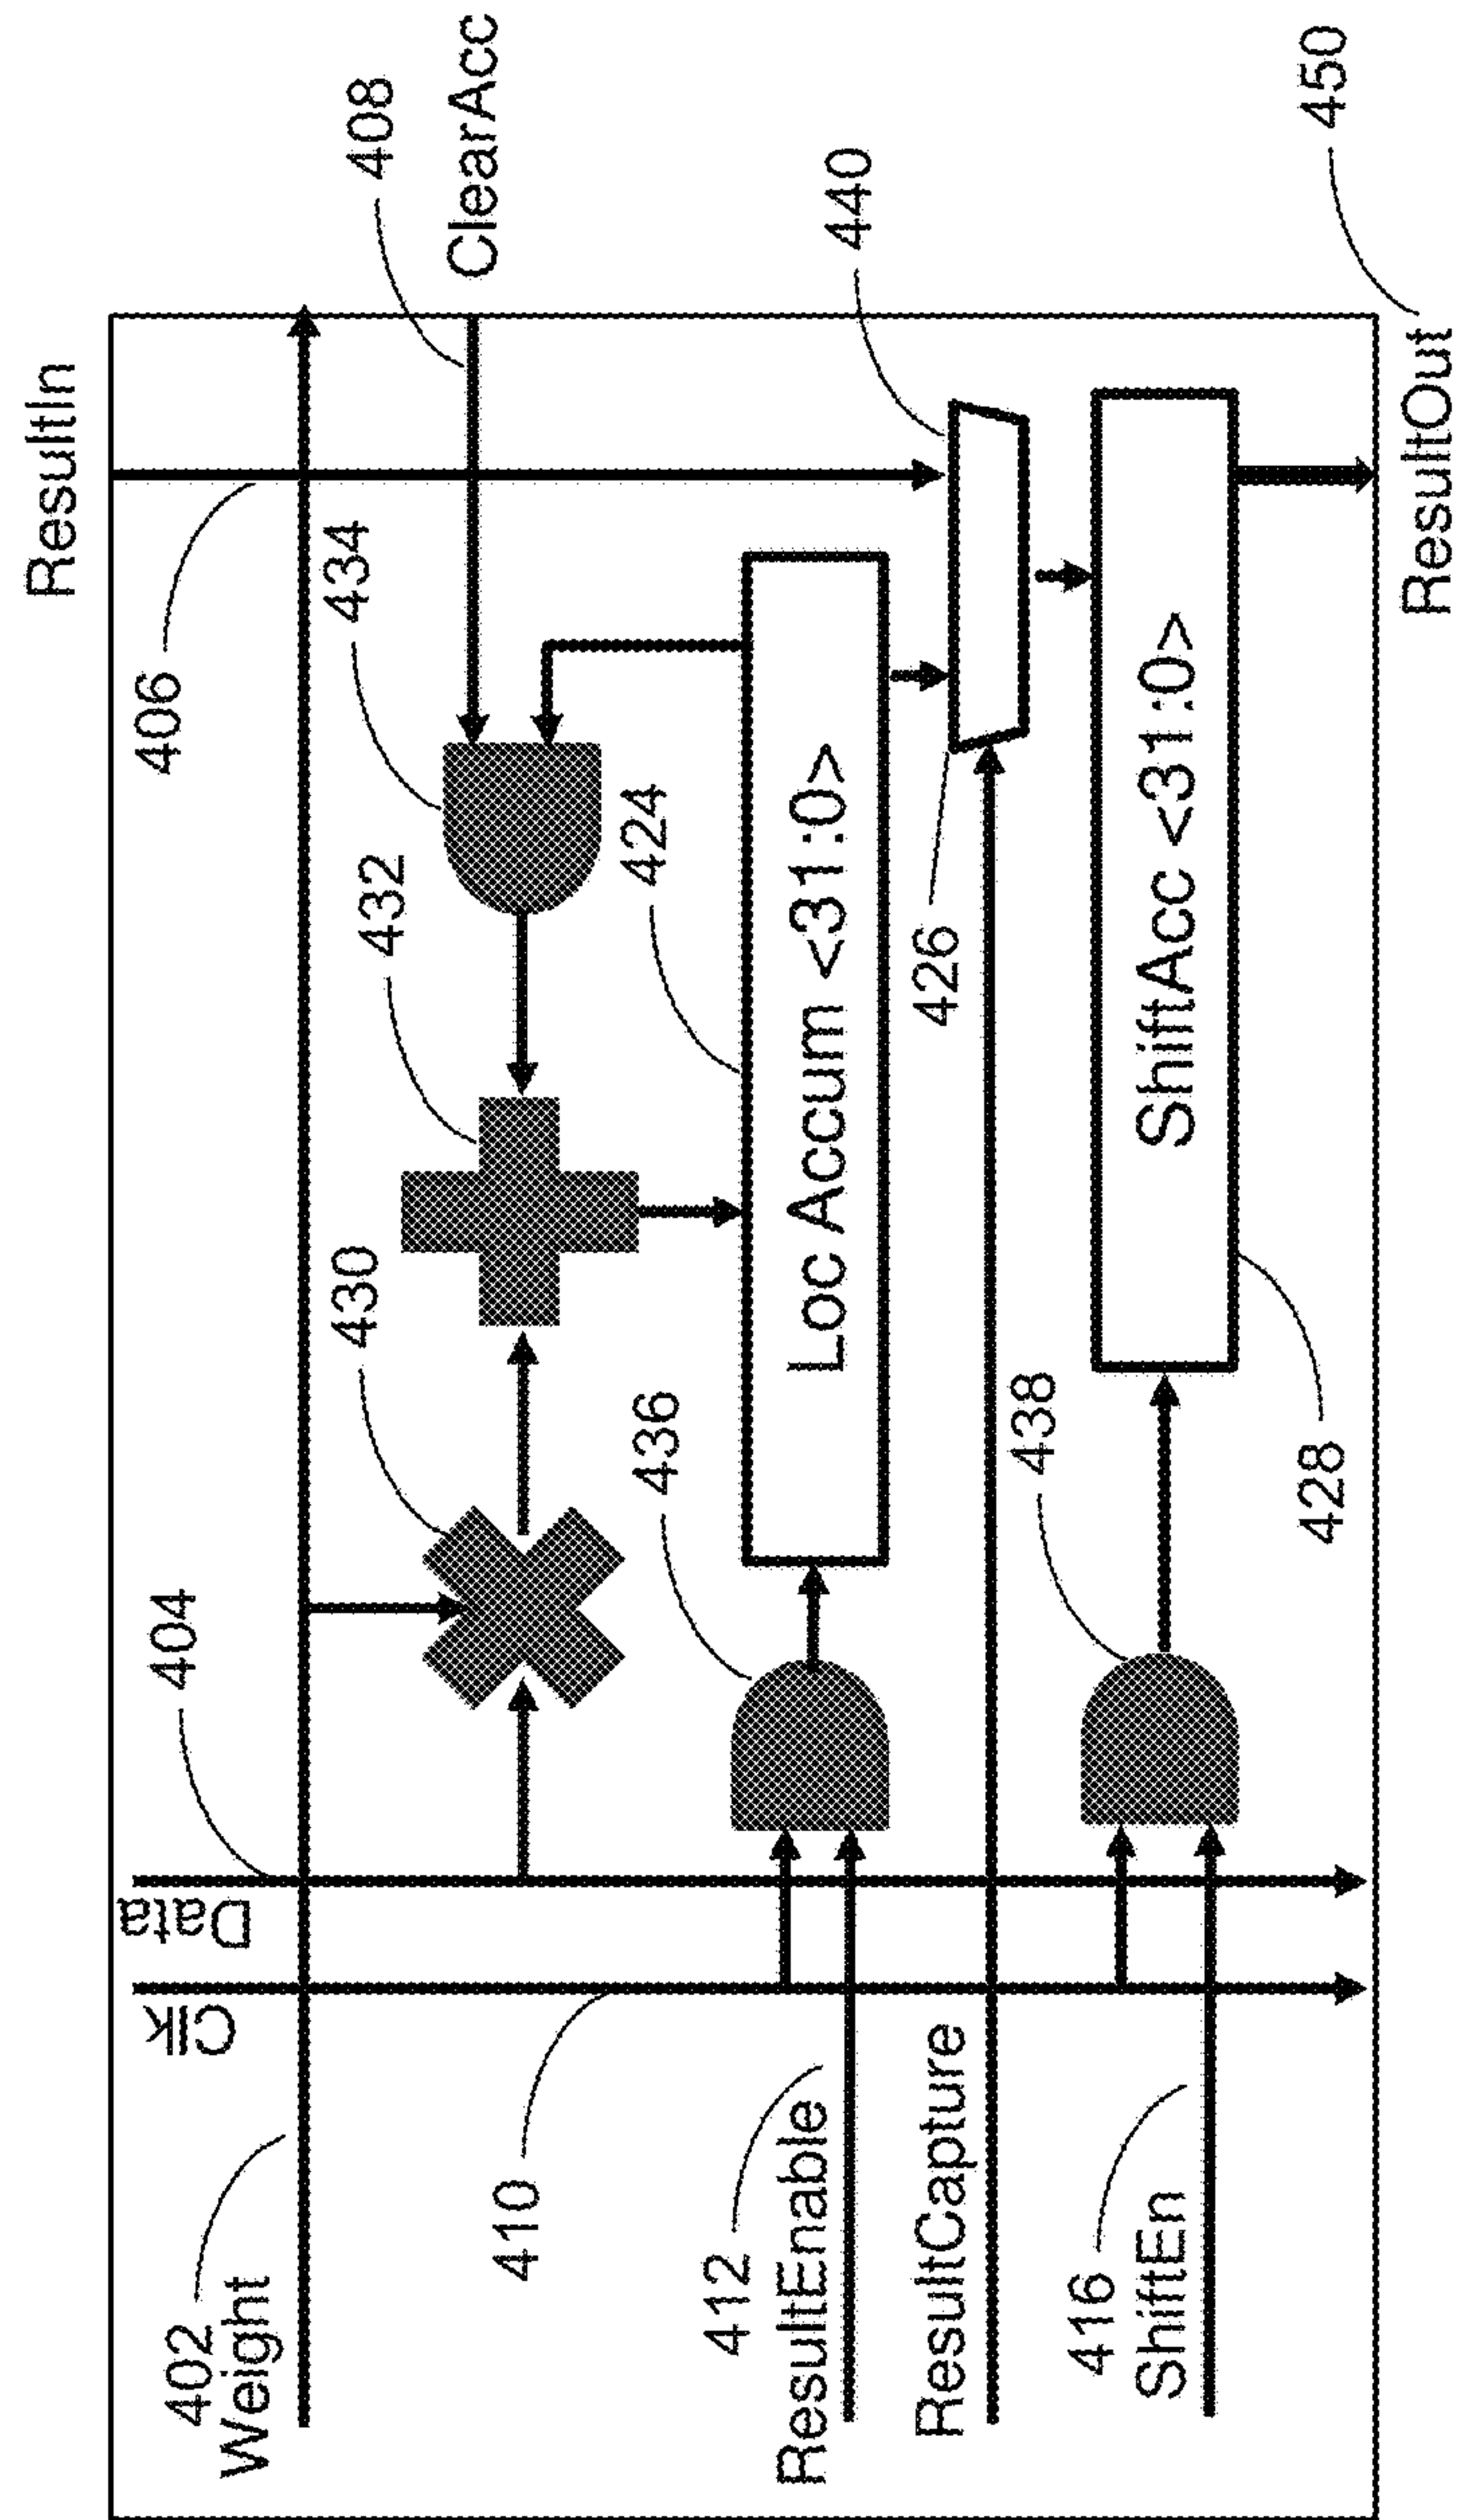 ResultIn
406
408
ClearAcc
434
432
430
404
Data
Clk
402
Weight
410
424
436
Loc Accum <31:0>
412
ResultEnable
440
426
ResultCapture
438
ShiftAcc <31:0>
416
ShiftEn
428
450
ResultOut